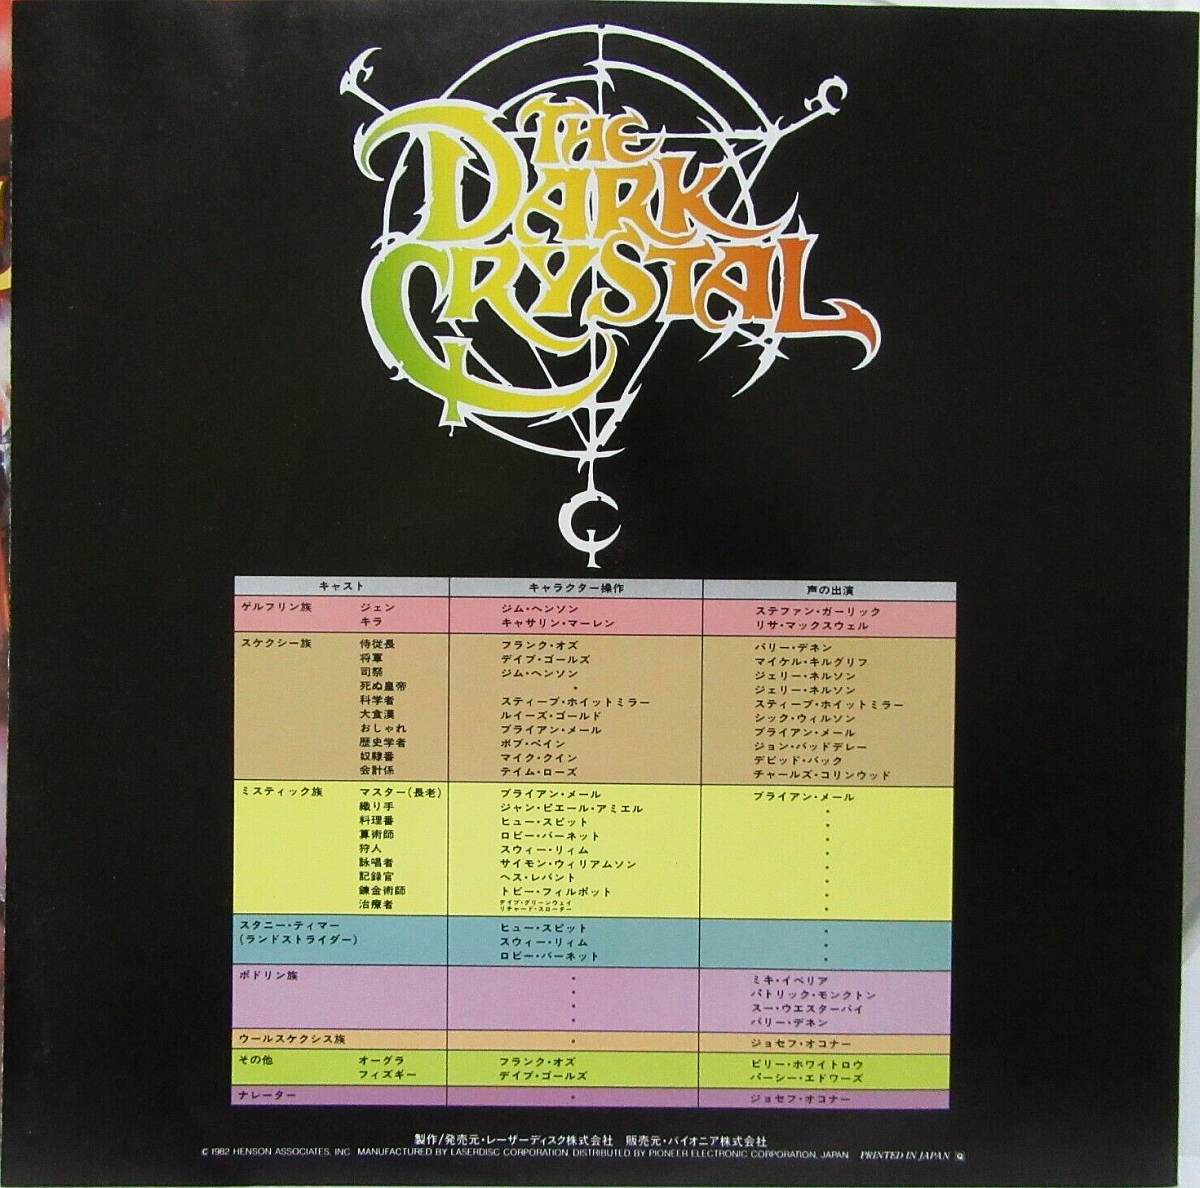 THE
DARK
CRYSTAL
キャスト キャラクター操作 声の出演
ゲルフリン族 ジェン ジム・ヘンソン ステファン・ガーリック
キラ キャサリン・マーレン リサ・マックスウェル
スケクシー族 侍従長 フランク・オズ バリー・デネン
将軍 デイブ・ゴールズ マイケル・キルグリフ
司祭 ジム・ヘンソン ジェリー・ネルソン
死ぬ皇帝 • ジェリー・ネルソン
科学者 スティーブ・ホイットミラー スティーブ・ホイットミラー
大食漢 ルイーズ・ゴールド シック・ウィルソン
おしゃれ ブライアン・メール ブライアン・メール
歴史学者 ボブ・ペイン ジョン・バッドデレー
奴隷番 マイク・クイン デビッド・バック
会計係 テイム・ローズ チャールズ・コリンウッド
ミスティック族 マスター(長老) ブライアン・メール ブライアン・メール
織り手 ジャン・ピエール・アミエル •
料理番 ヒュー・スピット •
算術師 ロビー・バーネット •
狩人 スウィー・リィム •
詠唱者 サイモン・ウィリアムソン •
記録官 ヘス・レバント •
錬金術師 トビー・フィルポット •
治療者 デイブ・グリーンウェイ •
リチャード・スローター
スタニー・ティマー ヒュー・スピット •
(ランドストライダー) スウィー・リィム •
ロビー・バーネット •
ポドリン族 • ミキ・イベリア
• パトリック・モンクトン
• スー・ウエスターバイ
• バリー・デネン
ウールスケクシス族 • ジョセフ・オコナー
その他 オーグラ フランク・オズ ビリー・ホワイトロウ
フィズギー デイブ・ゴールズ パーシー・エドワーズ
ナレーター • ジョセフ・オコナー
製作/発売元・レーザーディスク株式会社 販売元・パイオニア株式会社
© 1982 HENSON ASSOCIATES, INC MANUFACTURED BY LASERDISC CORPORATION. DISTRIBUTED BY PIONEER ELECTRONIC CORPORATION, JAPAN PRINTED IN JAPAN Q